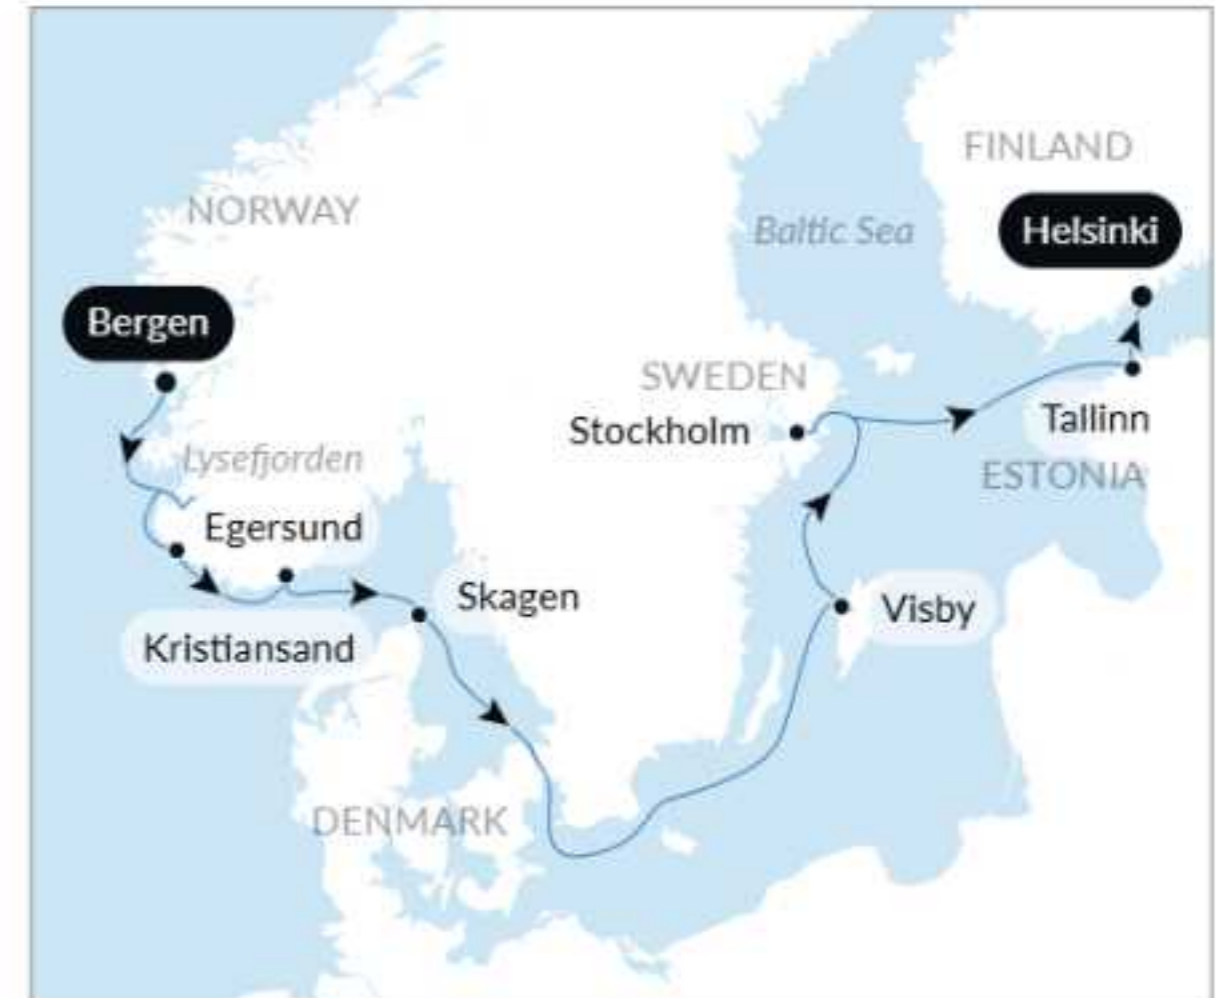 FINLAND
NORWAY
Baltic Sea
Helsinki
Bergen
SWEDEN
Stockholm
Tallinn
Lysefjorden
ESTONIA
Egersund
Skagen
Visby
Kristiansand
DENMARK